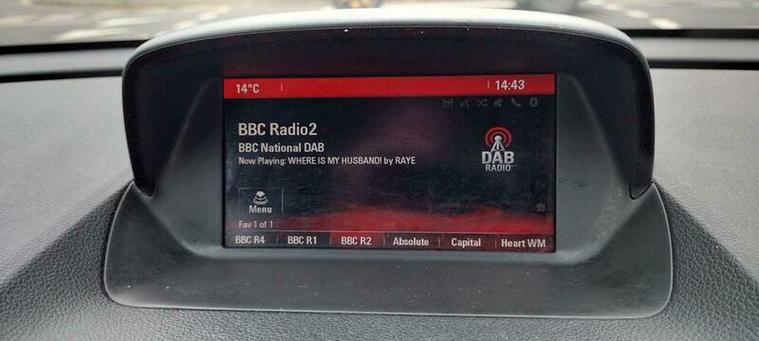 14°C 14:43
BBC Radio2
BBC National DAB
Now Playing: WHERE IS MY HUSBAND! by RAYE
DAB
RADIO
Menu
Fav 1 of 1
BBC R4 BBC R1 BBC R2 Absolute Capital Heart WM